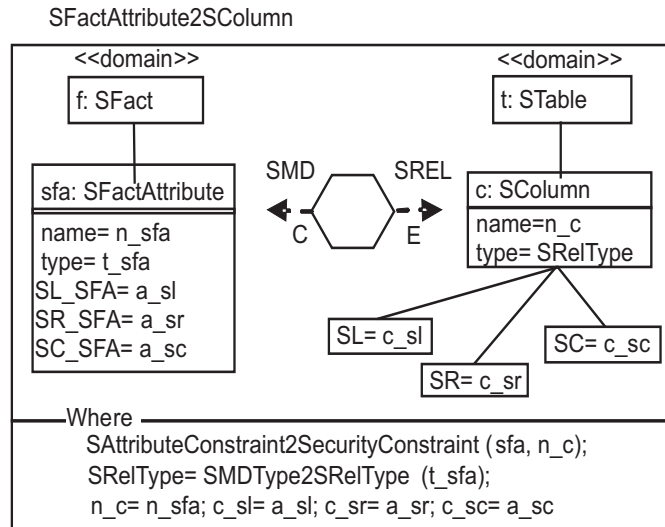 SFactAttribute2SColumn
<<domain>>
f: SFact
<<domain>>
t: STable
sfa: SFactAttribute
name= n_sfa
type= t_sfa
SL_SFA= a_sl
SR_SFA= a_sr
SC_SFA= a_sc
SMD
SREL
C
E
c: SColumn
name=n_c
type= SRelType
SL= c_sl
SR= c_sr
SC= c_sc
Where
SAttributeConstraint2SecurityConstraint (sfa, n_c);
SRelType= SMDType2SRelType (t_sfa);
n_c= n_sfa; c_sl= a_sl; c_sr= a_sr; c_sc= a_sc